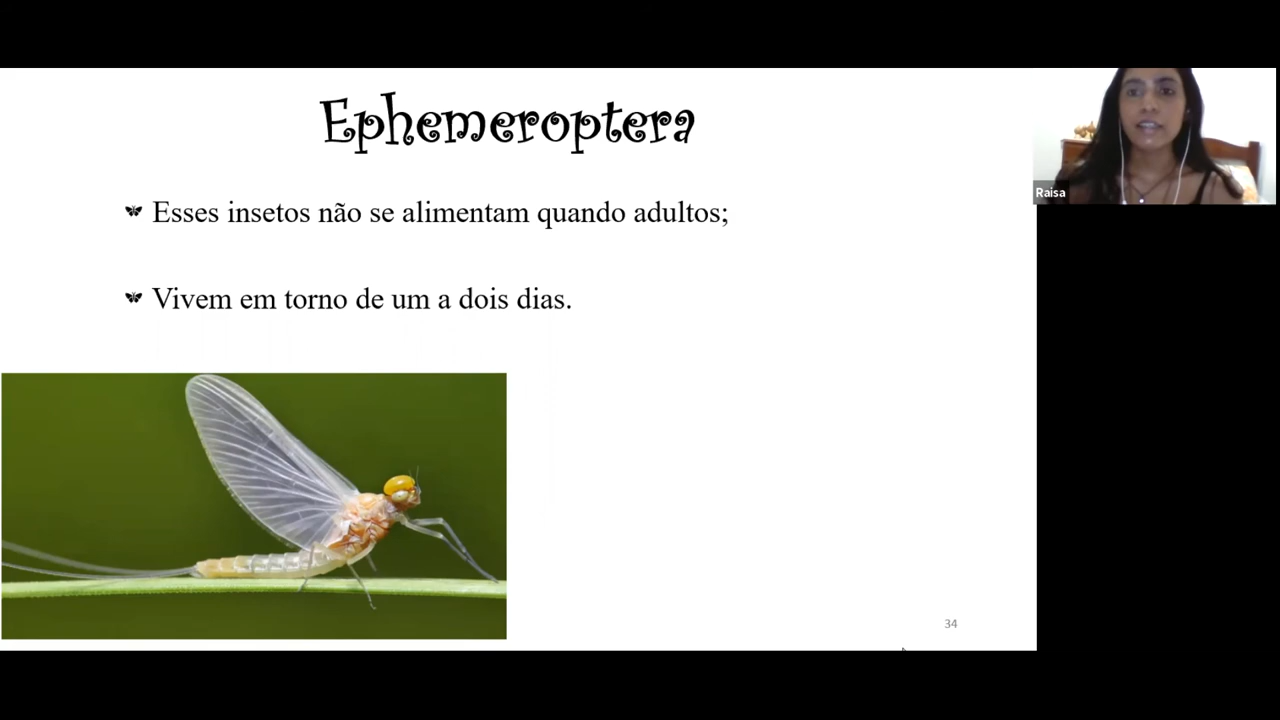 Ephemeroptera
Esses insetos não se alimentam quando adultos;
Vivem em torno de um a dois dias.
34
Raisa